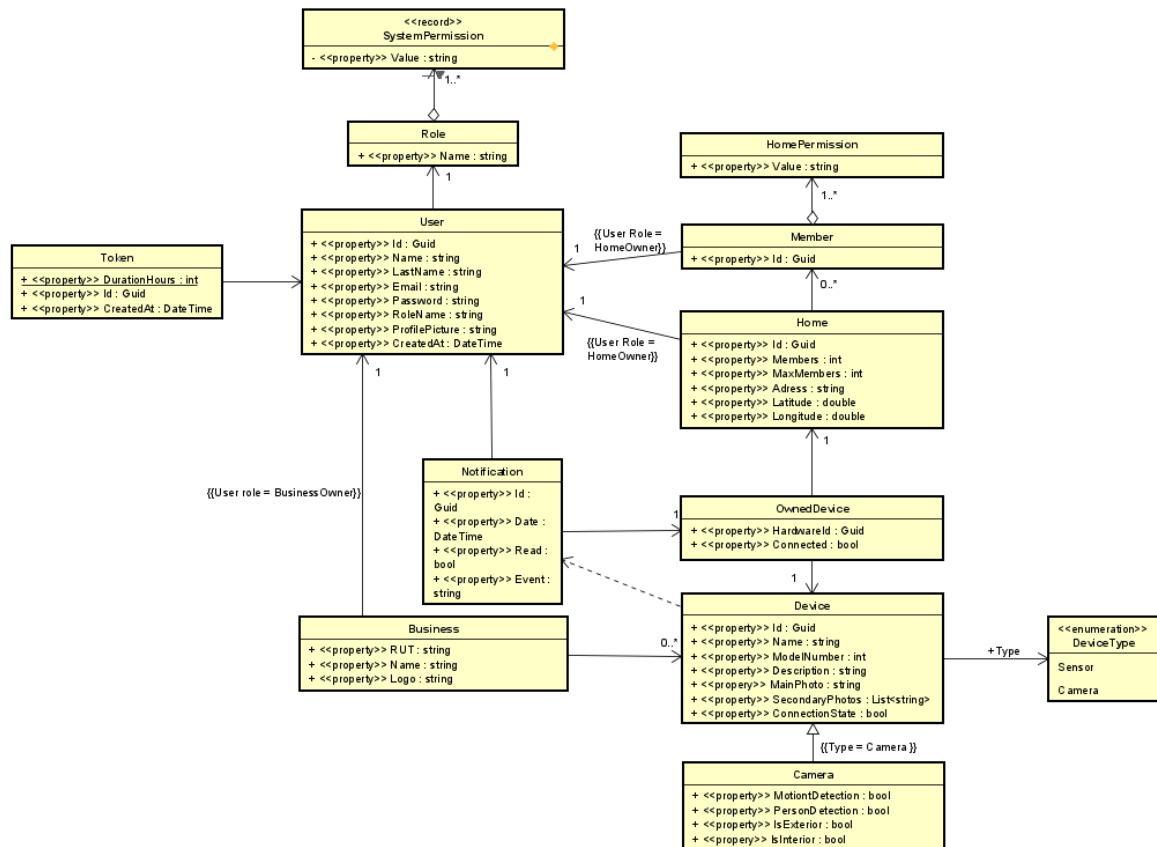 <<record>>
SystemPermission
- <<property>> Value : string
1..*
Role
+ <<property>> Name : string
1
HomePermission
+ <<property>> Value : string
1..*
User
+ <<property>> Id : Guid
+ <<property>> Name : string
+ <<property>> LastName : string
+ <<property>> Email : string
+ <<property>> Password : string
+ <<property>> RoleName : string
+ <<property>> ProfilePicture : string
+ <<property>> CreatedAt : DateTime
{{User Role =
HomeOwner}}
1
Member
+ <<property>> Id : Guid
0..*
Token
+ <<property>> DurationHours : int
+ <<property>> Id : Guid
+ <<property>> CreatedAt : DateTime
1
{{User Role =
HomeOwner}}
Home
+ <<property>> Id : Guid
+ <<property>> Members : int
+ <<property>> MaxMembers : int
+ <<property>> Adress : string
+ <<property>> Latitude : double
+ <<property>> Longitude : double
1
1
1
{{User role = BusinessOwner}}
Notification
+ <<property>> Id :
Guid
+ <<property>> Date :
DateTime
+ <<property>> Read :
bool
+ <<property>> Event :
string
1
OwnedDevice
+ <<property>> HardwareId : Guid
+ <<property>> Connected : bool
1
Business
+ <<property>> RUT : string
+ <<property>> Name : string
+ <<property>> Logo : string
0..*
Device
+ <<property>> Id : Guid
+ <<property>> Name : string
+ <<property>> ModelNumber : int
+ <<property>> Description : string
+ <<property>> MainPhoto : string
+ <<property>> SecondaryPhotos : List<string>
+ <<property>> ConnectionState : bool
+Type
<<enumeration>>
DeviceType
Sensor
Camera
{{Type = Camera }}
Camera
+ <<property>> MotiontDetection : bool
+ <<property>> PersonDetection : bool
+ <<property>> IsExterior : bool
+ <<property>> IsInterior : bool